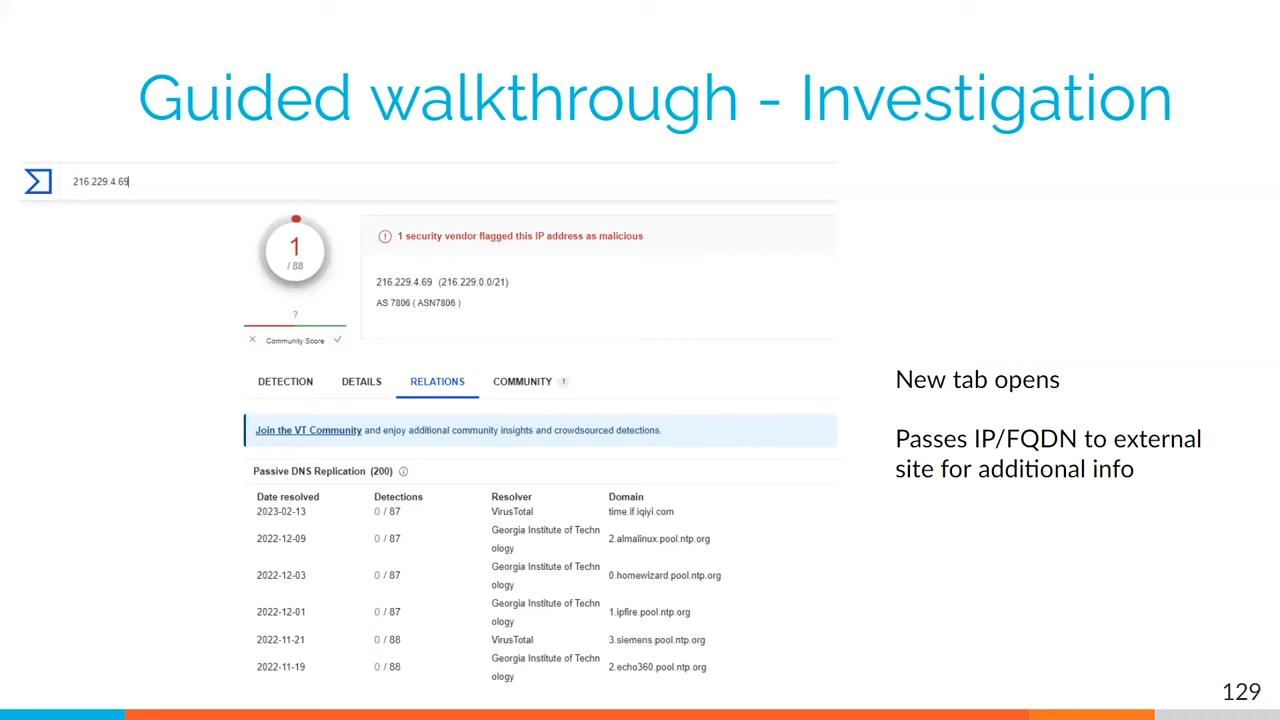 Guided walkthrough - Investigation
216.229.4.69
1
/ 88
?
Community Score
1 security vendor flagged this IP address as malicious
216.229.4.69 (216.229.0.0/21)
AS 7806 ( ASN7806 )
DETECTION DETAILS RELATIONS COMMUNITY 1
Join the VT Community and enjoy additional community insights and crowdsourced detections.
Passive DNS Replication (200)
Date resolved Detections Resolver Domain
2023-02-13 0 / 87 VirusTotal time.if.iqiyi.com
2022-12-09 0 / 87 Georgia Institute of Techn
ology 2.almalinux.pool.ntp.org
2022-12-03 0 / 87 Georgia Institute of Techn
ology 0.homewizard.pool.ntp.org
2022-12-01 0 / 87 Georgia Institute of Techn
ology 1.ipfire.pool.ntp.org
2022-11-21 0 / 88 VirusTotal 3.siemens.pool.ntp.org
2022-11-19 0 / 88 Georgia Institute of Techn
ology 2.echo360.pool.ntp.org
New tab opens
Passes IP/FQDN to external
site for additional info
129